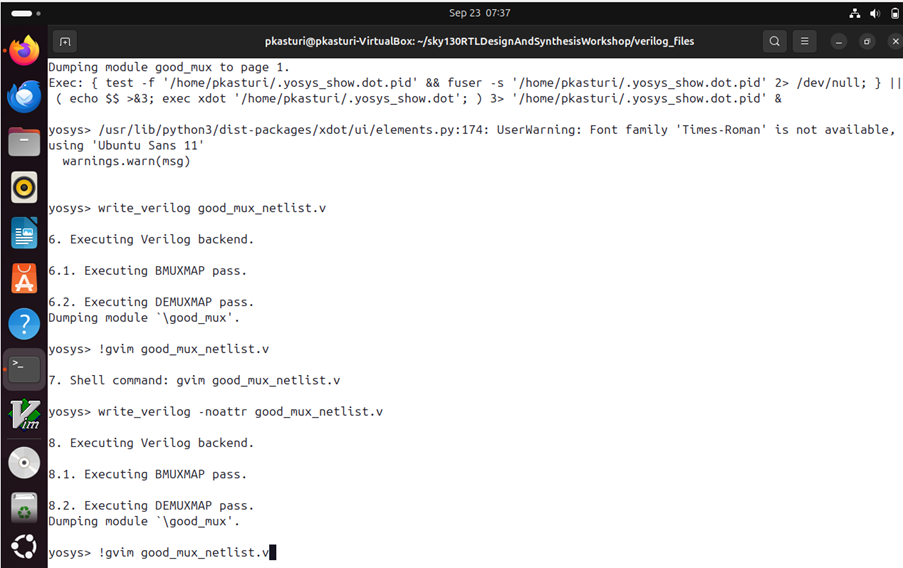 Sep 23 07:37
pkasturi@pkasturi-VirtualBox: ~/sky130RTLDesignAndSynthesisWorkshop/verilog_files
Dumping module good_mux to page 1.
Exec: { test -f '/home/pkasturi/.yosys_show.dot.pid' && fuser -s '/home/pkasturi/.yosys_show.dot.pid' 2> /dev/null; } ||
( echo $$ >&3; exec xdot '/home/pkasturi/.yosys_show.dot'; ) 3> '/home/pkasturi/.yosys_show.dot.pid' &
yosys> /usr/lib/python3/dist-packages/xdot/ui/elements.py:174: UserWarning: Font family 'Times-Roman' is not available,
using 'Ubuntu Sans 11'
warnings.warn(msg)
yosys> write_verilog good_mux_netlist.v
6. Executing Verilog backend.
6.1. Executing BMUXMAP pass.
6.2. Executing DEMUXMAP pass.
Dumping module `\good_mux'.
yosys> !gvim good_mux_netlist.v
7. Shell command: gvim good_mux_netlist.v
yosys> write_verilog -noattr good_mux_netlist.v
8. Executing Verilog backend.
8.1. Executing BMUXMAP pass.
8.2. Executing DEMUXMAP pass.
Dumping module `\good_mux'.
yosys> !gvim good_mux_netlist.v